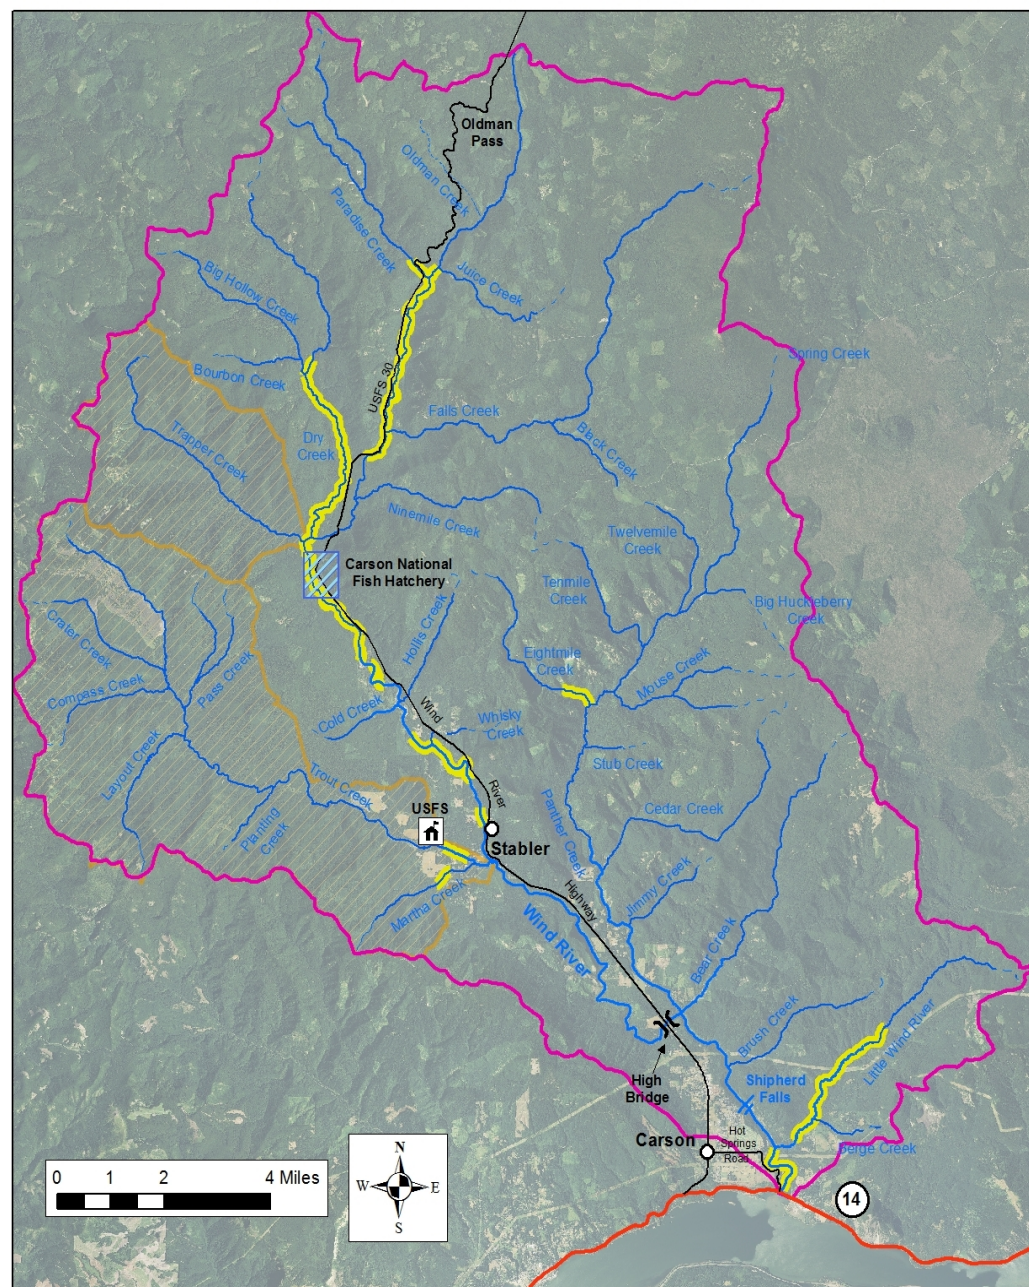 Oldman
Pass
Oldman Creek
Paradise Creek
Juice Creek
Big Hollow Creek
Bourbon Creek
USFS 30
Spring Creek
Falls Creek
Black Creek
Trapper Creek
Dry
Creek
Ninemile Creek
Twelvemile
Creek
Carson National
Fish Hatchery
Tenmile
Creek
Big Huckleberry
Creek
Hollis Creek
Crater Creek
Compass Creek
Pass Creek
Eightmile
Creek
Mouse Creek
Cold Creek
Wind
Whisky
Creek
Layout Creek
Stub Creek
Trout Creek
River
Planting
Creek
USFS
Cedar Creek
Panther Creek
Stabler
Martha Creek
Jimmy Creek
Highway
Wind River
Bear Creek
Brush Creek
Little Wind River
High
Bridge
Shipherd
Falls
Carson
Hot
Springs
Road
Berge Creek
14
N
W
E
S
0 1 2 4 Miles